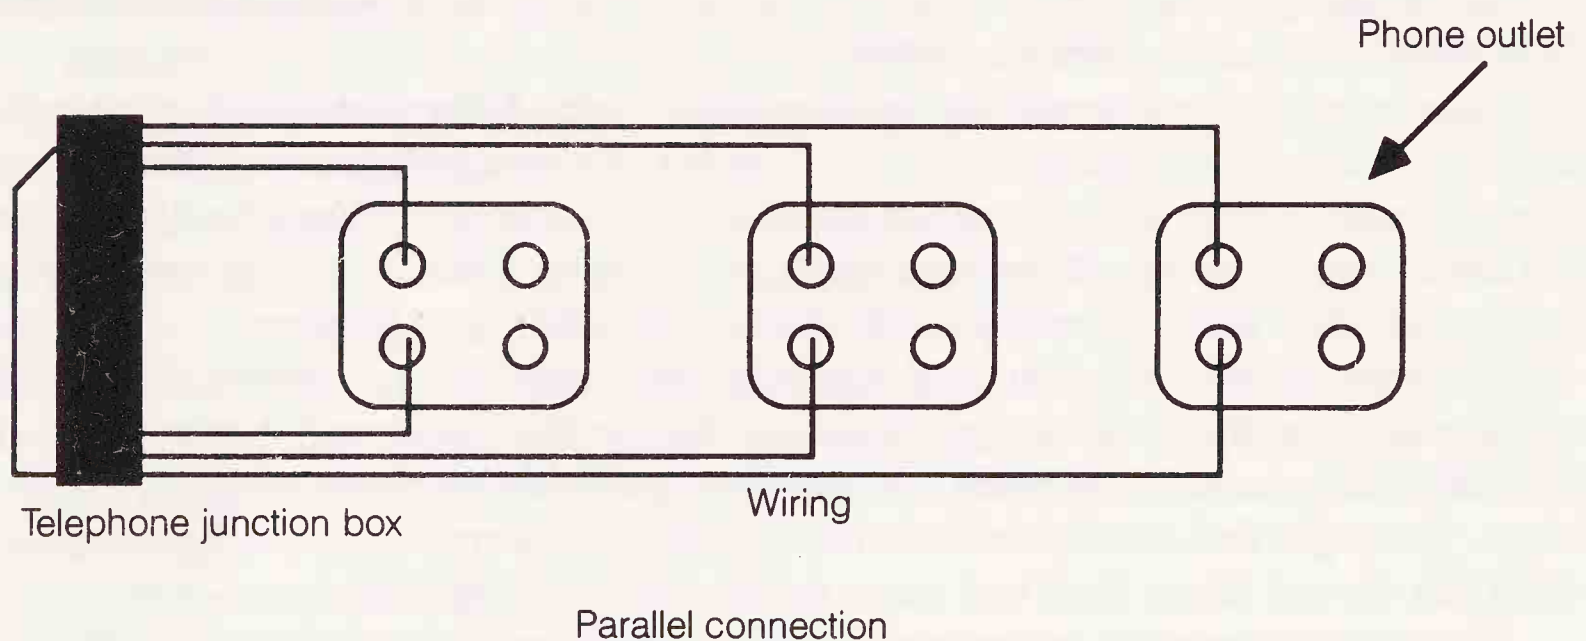 Phone outlet
Wiring
Telephone junction box
Parallel connection